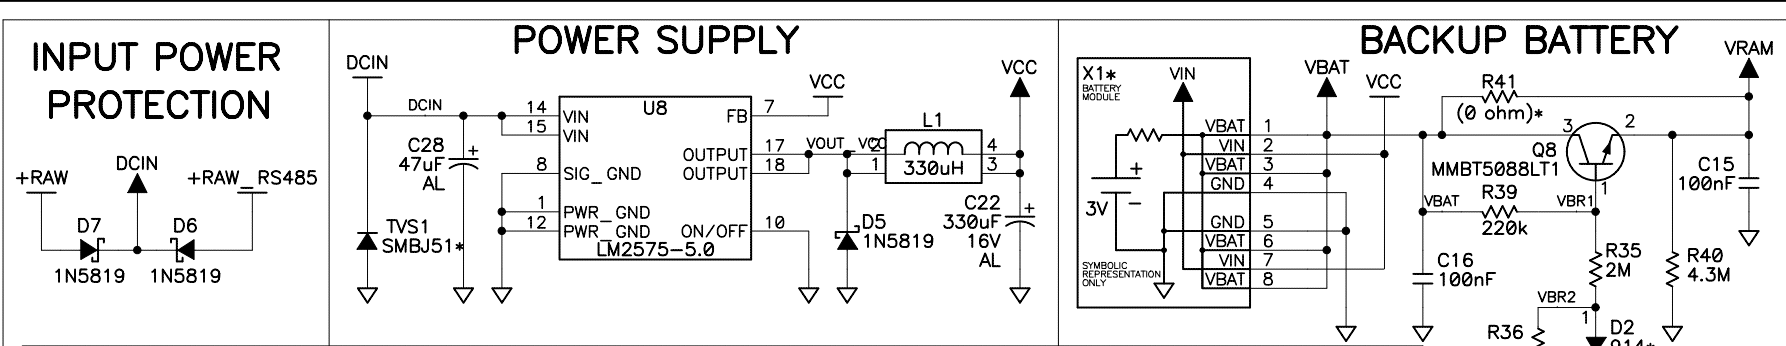 INPUT POWER
PROTECTION
+RAW
DCIN
+RAW_RS485
D7
D6
1N5819
1N5819
POWER SUPPLY
DCIN
DCIN
C28
47uF
AL
+
TVS1
SMBJ51*
U8
14
VIN
15
VIN
8
SIG_GND
1
PWR_GND
12
PWR_GND
LM2575-5.0
FB
7
VCC
OUTPUT
17
OUTPUT
18
ON/OFF
10
VOUT_VCC
L1
2
1
4
3
330uH
D5
1N5819
VCC
C22
330uF
16V
AL
+
BACKUP BATTERY
X1*
BATTERY
MODULE
VIN
+
−
3V
SYMBOLIC
REPRESENTATION
ONLY
VBAT 1
VIN 2
VBAT 3
GND 4
GND 5
VBAT 6
VIN 7
VBAT 8
VBAT
VCC
R41
(0 ohm)*
VRAM
3
2
Q8
MMBT5088LT1
1
VBAT
R39
220k
VBR1
C16
100nF
R35
2M
R40
4.3M
C15
100nF
VBR2
1
R36
D2
914*